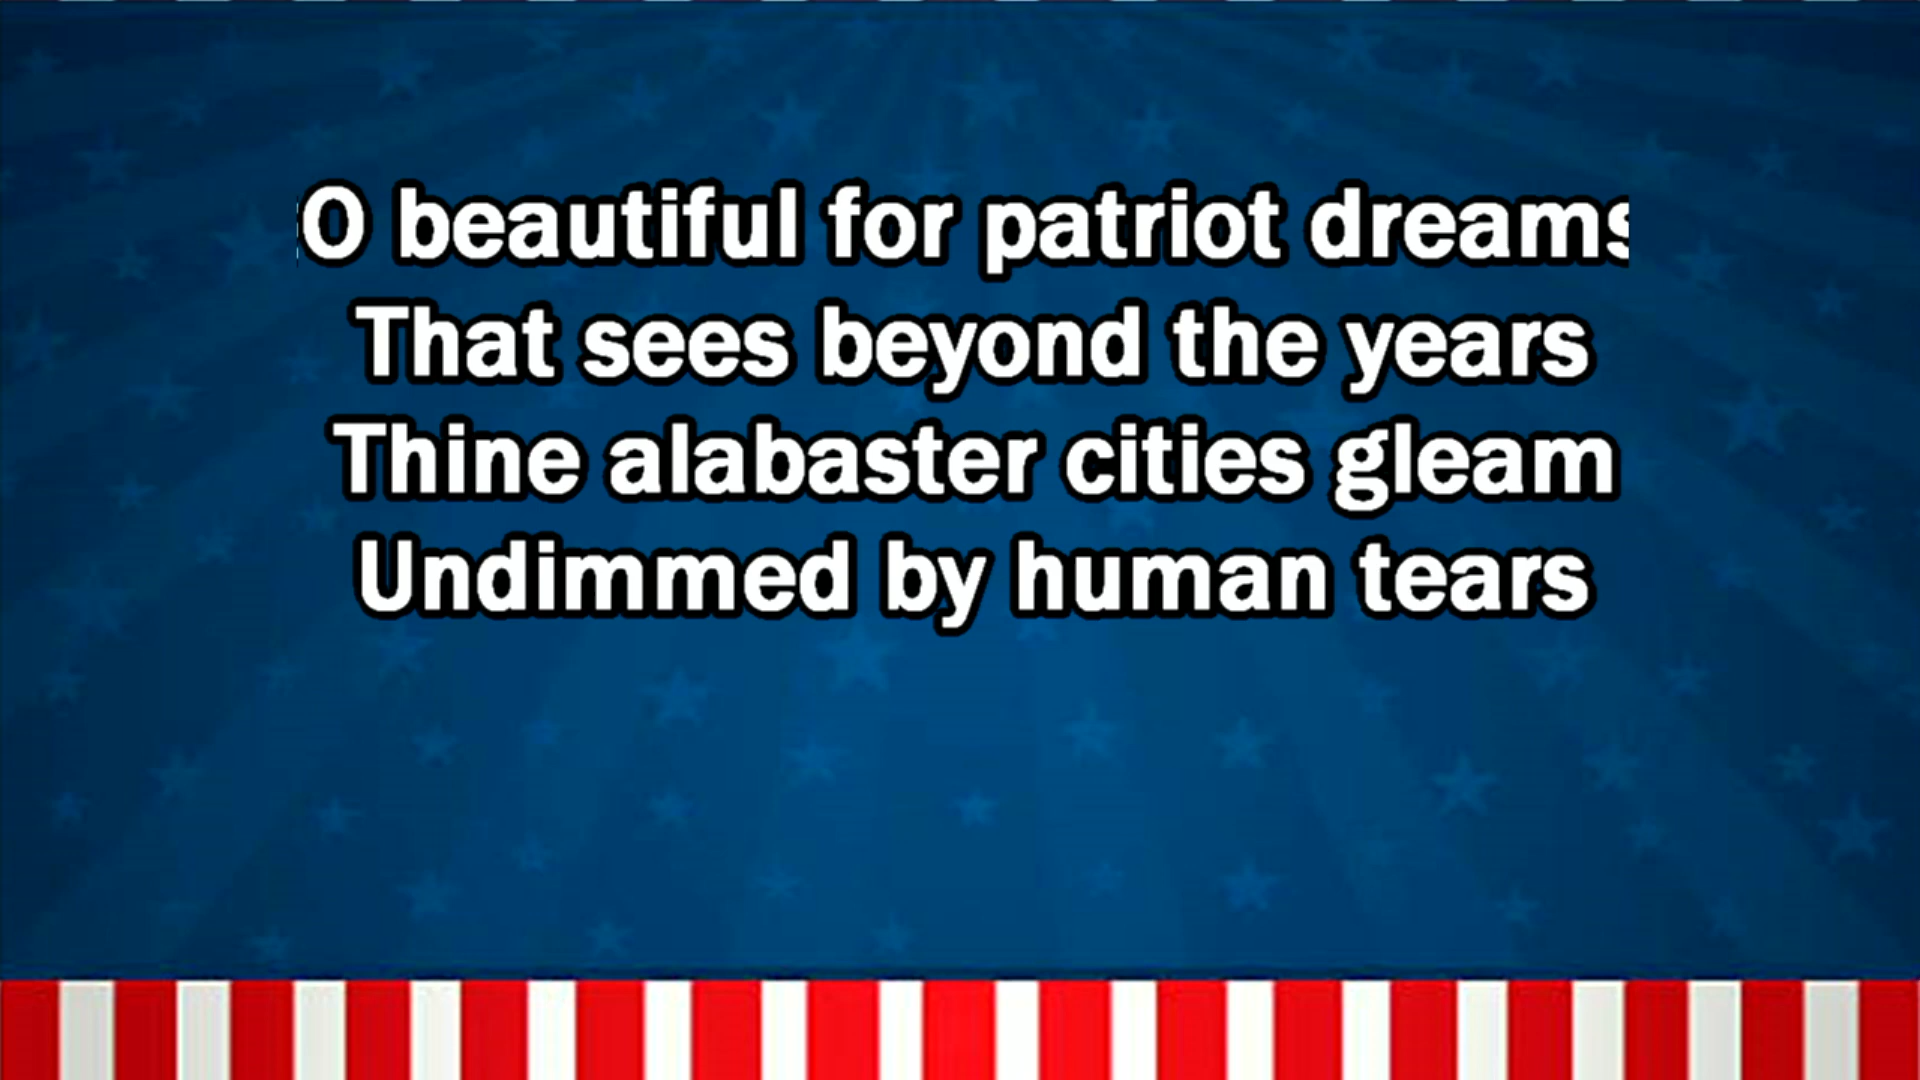 O beautiful for patriot dreams
That sees beyond the years
Thine alabaster cities gleam
Undimmed by human tears